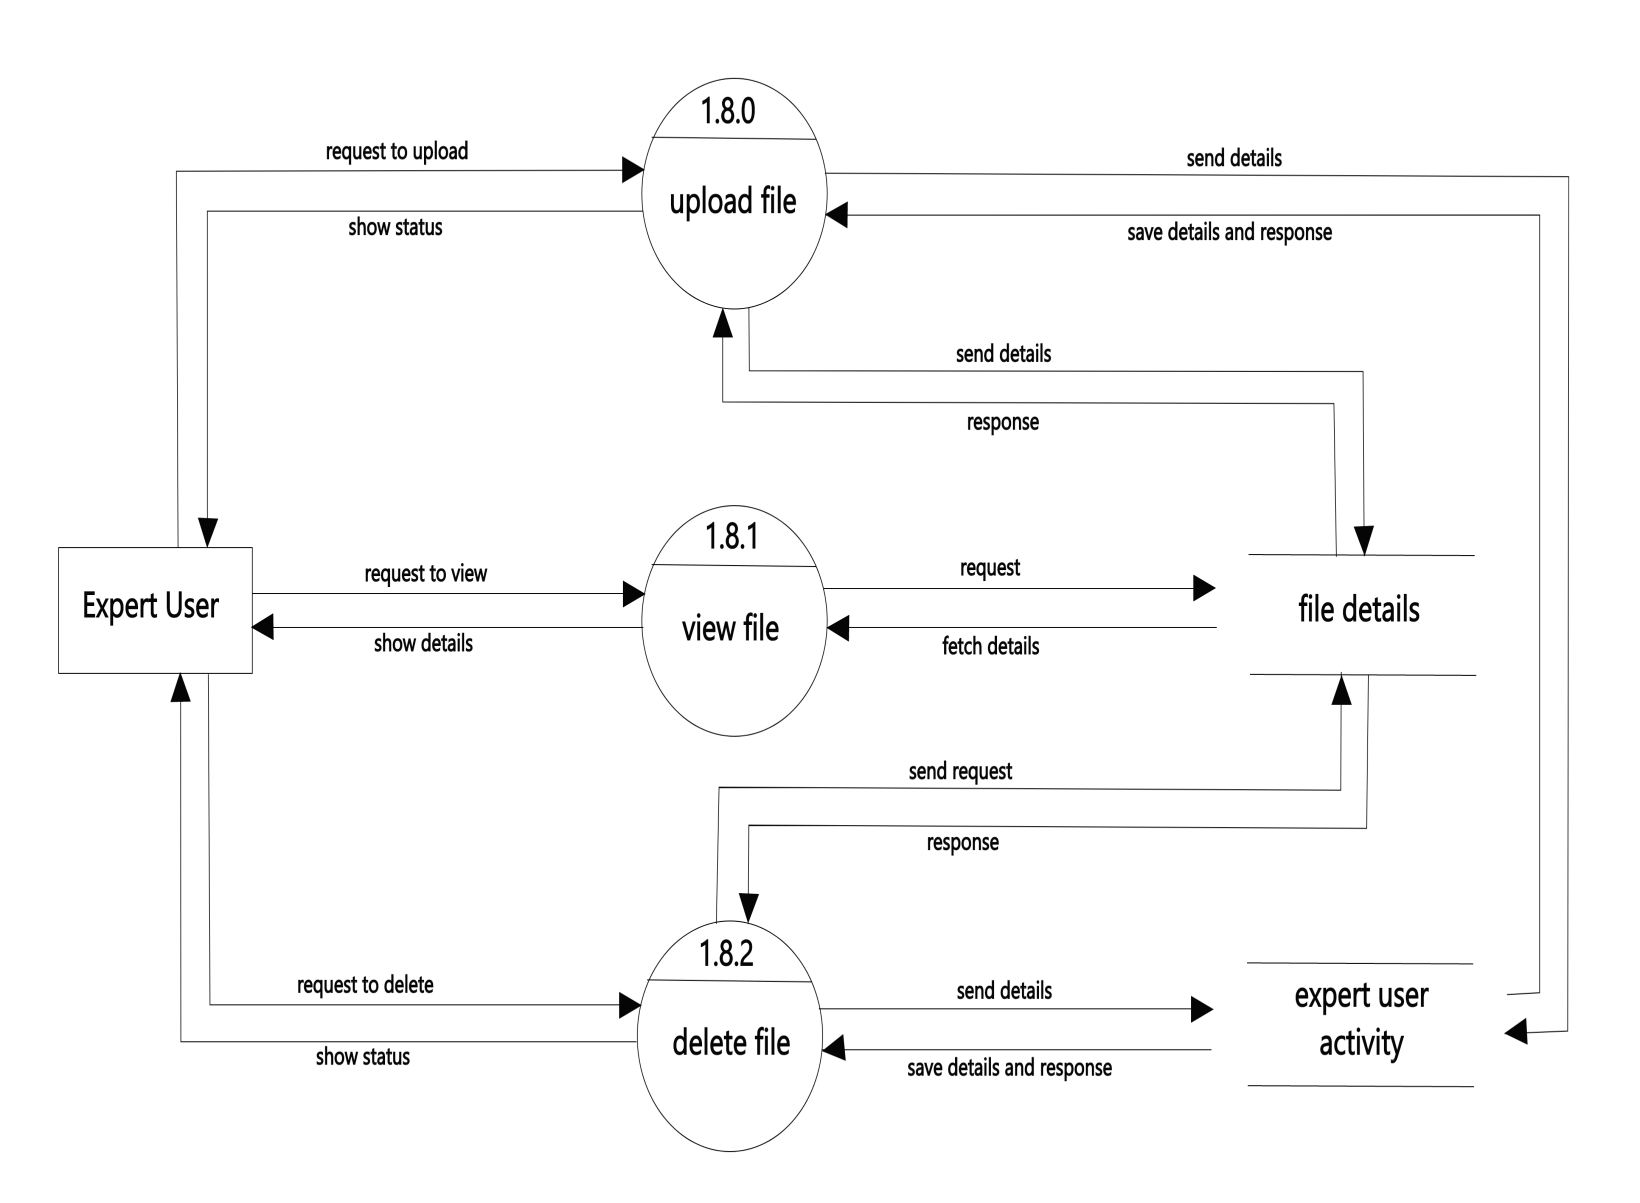 1.8.0
request to upload
send details
upload file
show status
save details and response
send details
response
1.8.1
request to view
request
Expert User
view file
file details
show details
fetch details
send request
response
1.8.2
request to delete
send details
expert user
activity
delete file
show status
save details and response